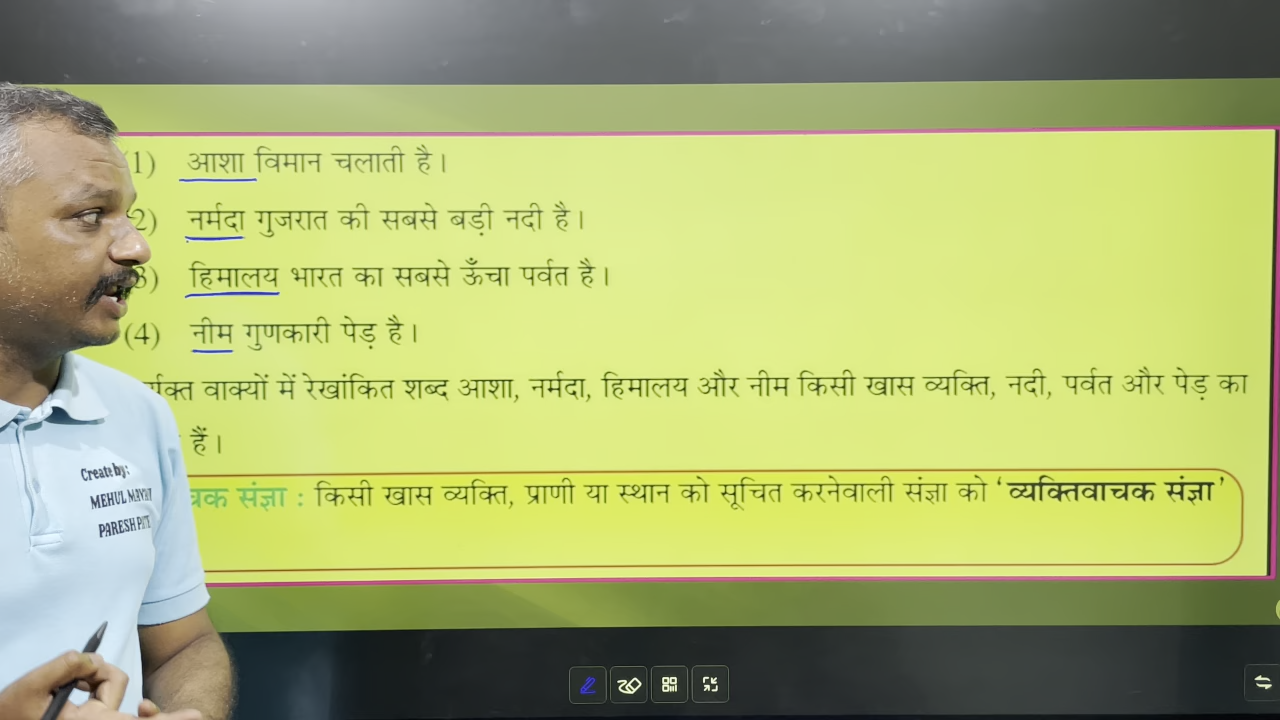 1) आशा विमान चलाती है।
2) नर्मदा गुजरात की सबसे बड़ी नदी है।
3) हिमालय भारत का सबसे ऊँचा पर्वत है।
(4) नीम गुणकारी पेड़ है।
वाक्यों में रेखांकित शब्द आशा, नर्मदा, हिमालय और नीम किसी खास व्यक्ति, नदी, पर्वत और पेड़ का
हैं।
संज्ञा : किसी खास व्यक्ति, प्राणी या स्थान को सूचित करनेवाली संज्ञा को ‘व्यक्तिवाचक संज्ञा’
Create by:
MEHUL
PARESH